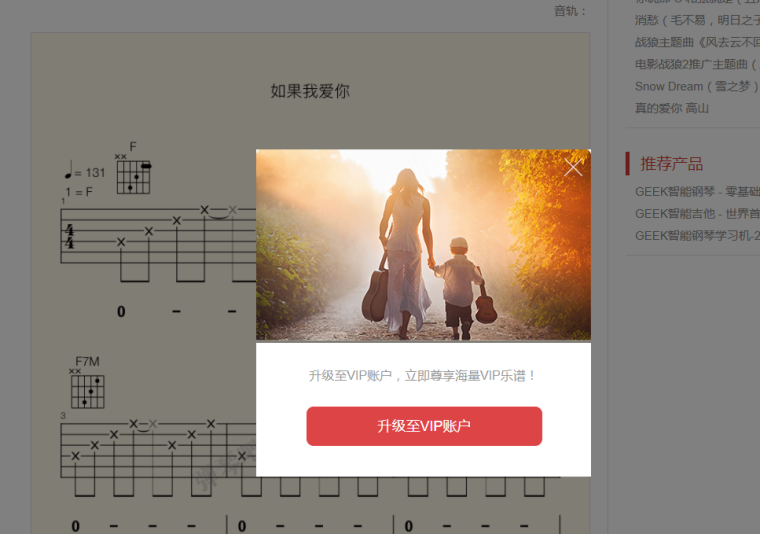 音轨：
如果我爱你
F
××
= 131
1 = F
1
4
4
0 - -
F7M
××
3
0 - - - 0 - - - 0 - - -
升级至VIP账户，立即尊享海量VIP乐谱！
升级至VIP账户
消愁（毛不易，明日之子
战狼主题曲《风去云不回
电影战狼2推广主题曲（
Snow Dream（雪之梦）
真的爱你 高山
推荐产品
GEEK智能钢琴 - 零基础
GEEK智能吉他 - 世界首
GEEK智能钢琴学习机-2